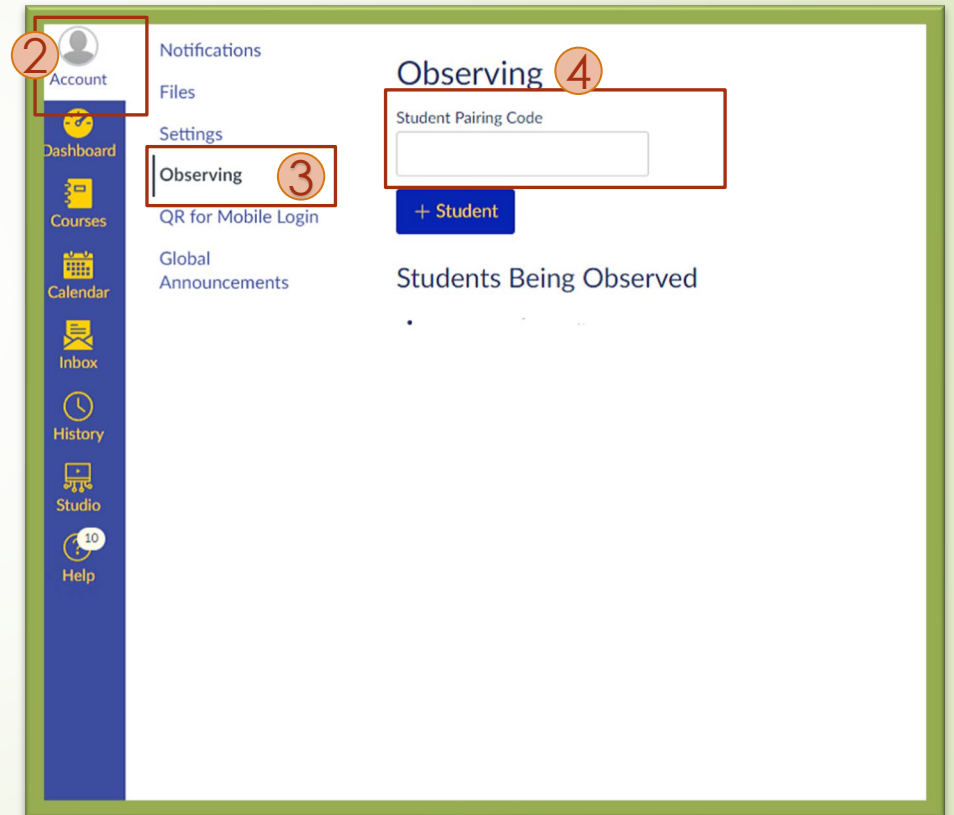 2
Account
Dashboard
Courses
Calendar
Inbox
History
Studio
10
Help
Notifications
Files
Settings
Observing
3
QR for Mobile Login
Global
Announcements
Observing 4
Student Pairing Code
+ Student
Students Being Observed